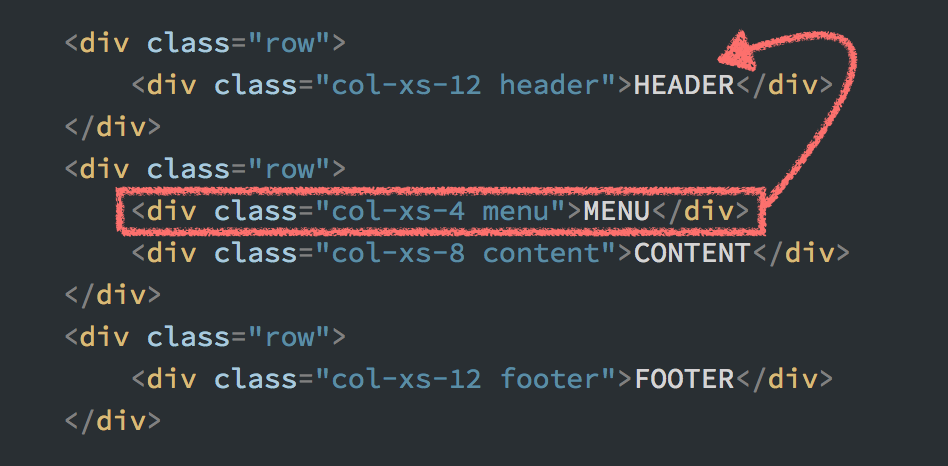 <div class="row">
    <div class="col-xs-12 header">HEADER</div>
</div>
<div class="row">
    <div class="col-xs-4 menu">MENU</div>
    <div class="col-xs-8 content">CONTENT</div>
</div>
<div class="row">
    <div class="col-xs-12 footer">FOOTER</div>
</div>